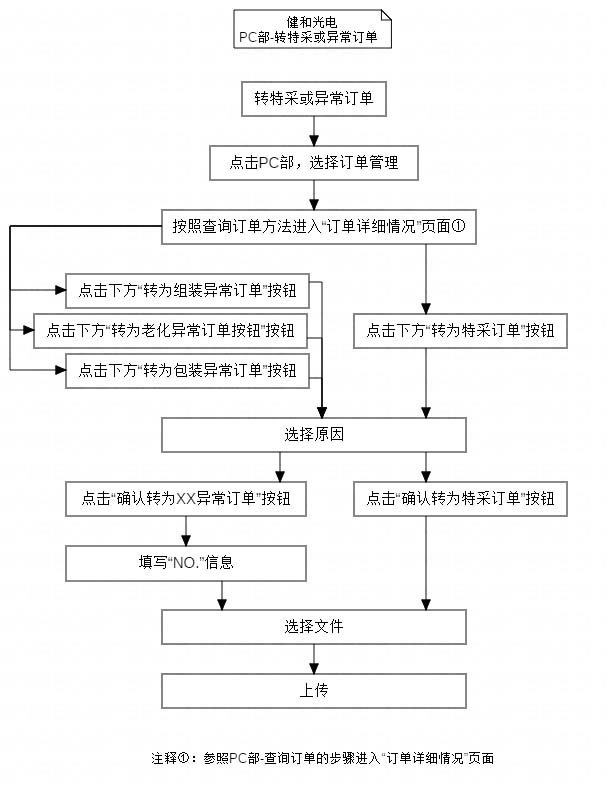 健和光电
PC部-转特采或异常订单
转特采或异常订单
点击PC部，选择订单管理
按照查询订单方法进入“订单详细情况”页面①
点击下方“转为组装异常订单”按钮
点击下方“转为老化异常订单按钮”按钮
点击下方“转为特采订单”按钮
点击下方“转为包装异常订单”按钮
选择原因
点击“确认转为XX异常订单”按钮
点击“确认转为特采订单”按钮
填写“NO.”信息
选择文件
上传
注释①：参照PC部-查询订单的步骤进入“订单详细情况”页面